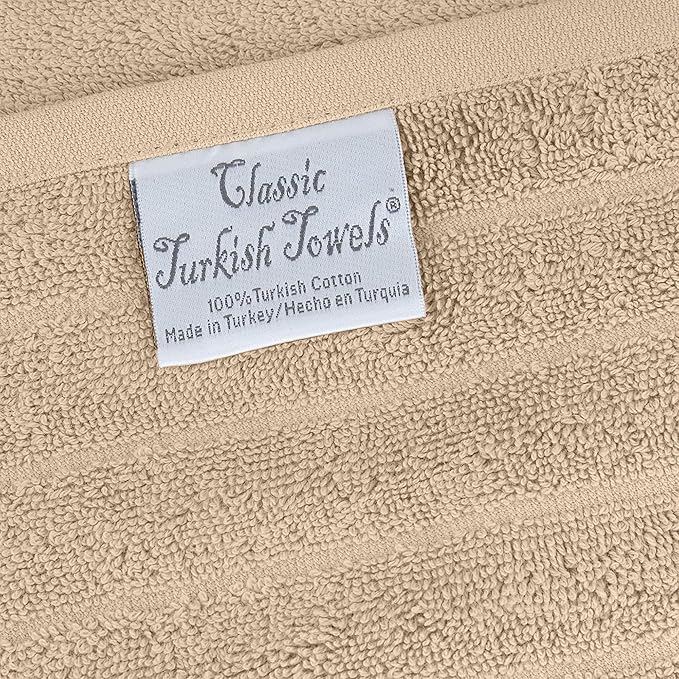 Classic
Turkish Towels®
100%Turkish Cotton
Made in Turkey/Hecho en Turquia